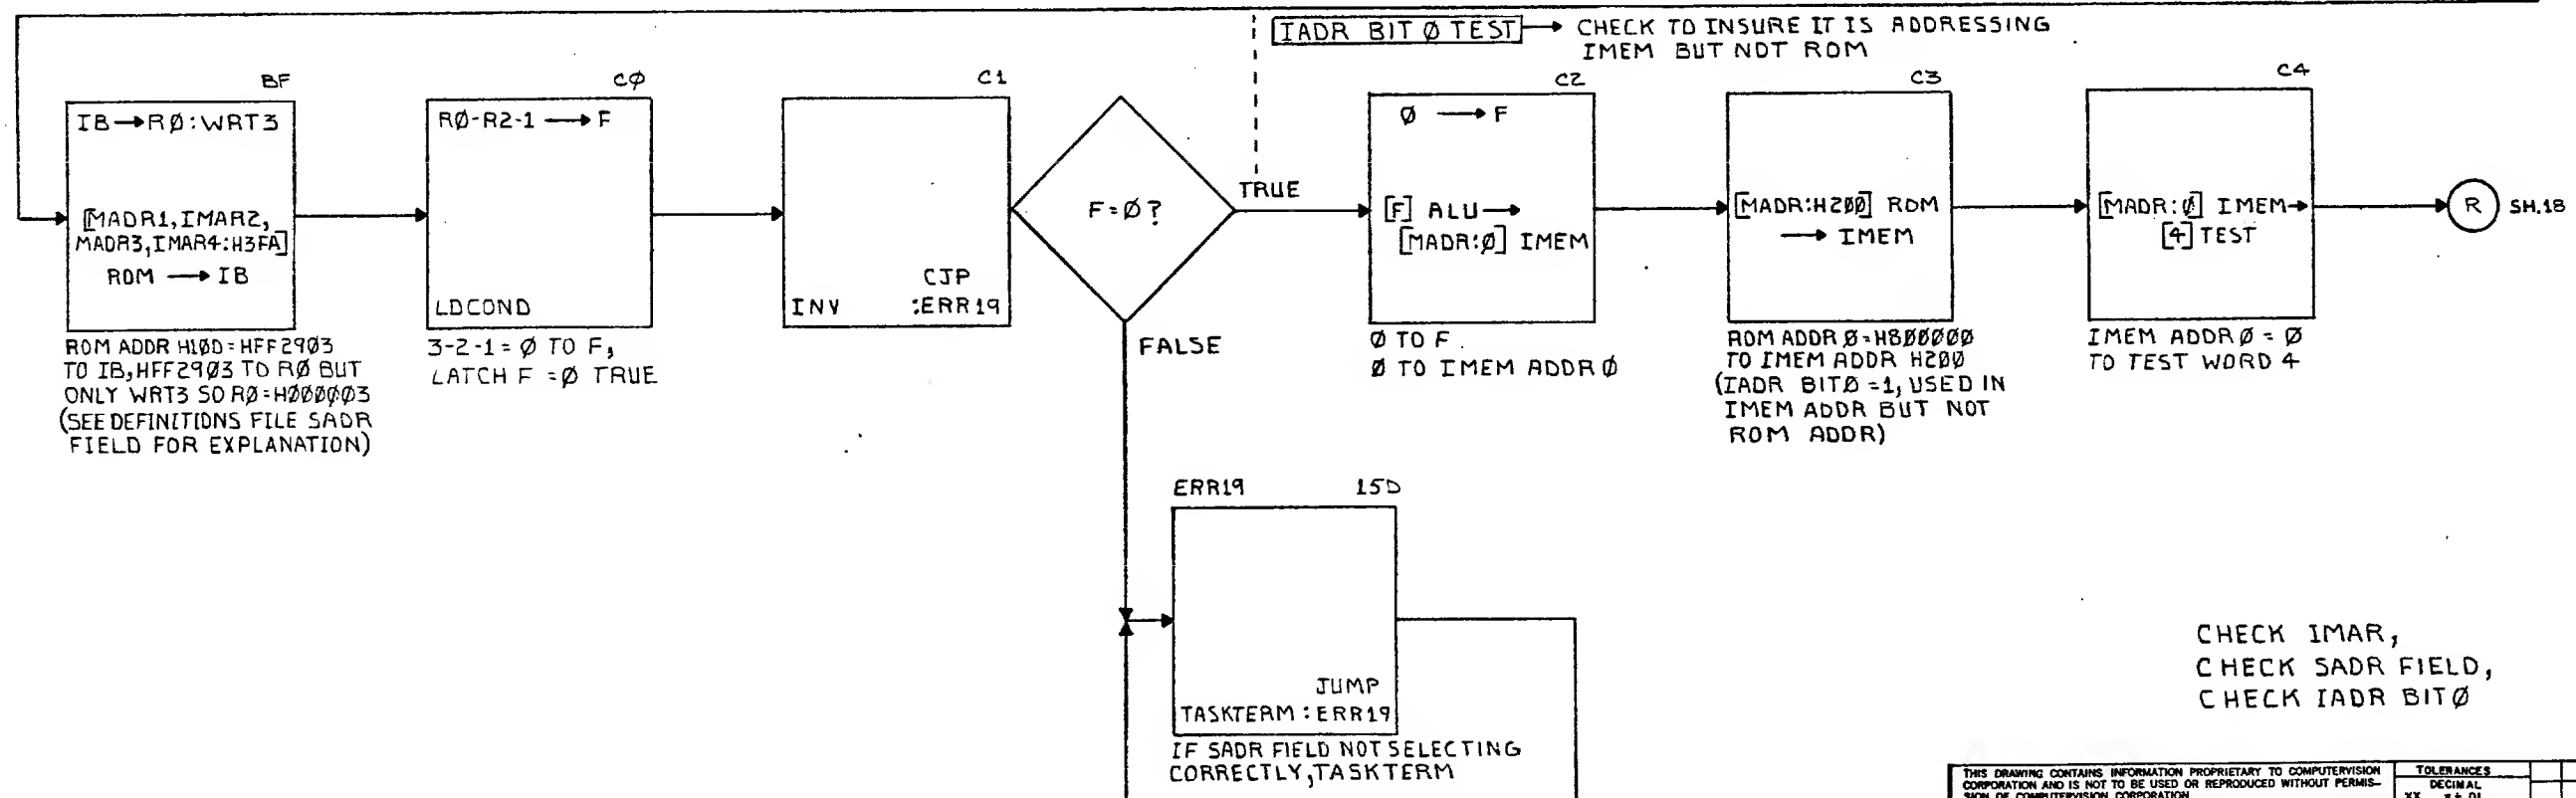 IADR BIT Ø TEST → CHECK TO INSURE IT IS ADDRESSING
IMEM BUT NOT ROM
BF
IB→RØ:WRT3
[MADR1,IMAR2,
MADR3,IMAR4:H3FA]
ROM → IB
ROM ADDR H1ØD=HFF29Ø3
TO IB,HFF29Ø3 TO RØ BUT
ONLY WRT3 SO RØ=HØØØØØ3
(SEE DEFINITIONS FILE SADR
FIELD FOR EXPLANATION)
CØ
RØ-R2-1 → F
LDCOND
3-2-1=Ø TO F,
LATCH F =Ø TRUE
C1
CJP
INV :ERR19
F=Ø?
TRUE
FALSE
C2
Ø → F
[F] ALU→
[MADR:Ø] IMEM
Ø TO F.
Ø TO IMEM ADDR Ø
C3
[MADR:H2ØØ] ROM
→ IMEM
ROM ADDR Ø=H8ØØØØØ
TO IMEM ADDR H2ØØ
(IADR BITØ =1, USED IN
IMEM ADDR BUT NOT
ROM ADDR)
C4
[MADR:Ø] IMEM→
[4] TEST
IMEM ADDR Ø = Ø
TO TEST WORD 4
R SH.18
ERR19 15D
JUMP
TASKTERM :ERR19
IF SADR FIELD NOT SELECTING
CORRECTLY,TASKTERM
CHECK IMAR,
CHECK SADR FIELD,
CHECK IADR BITØ
THIS DRAWING CONTAINS INFORMATION PROPRIETARY TO COMPUTERVISION
CORPORATION AND IS NOT TO BE USED OR REPRODUCED WITHOUT PERMIS-
SION OF COMPUTERVISION CORPORATION
TOLERANCES
DECIMAL